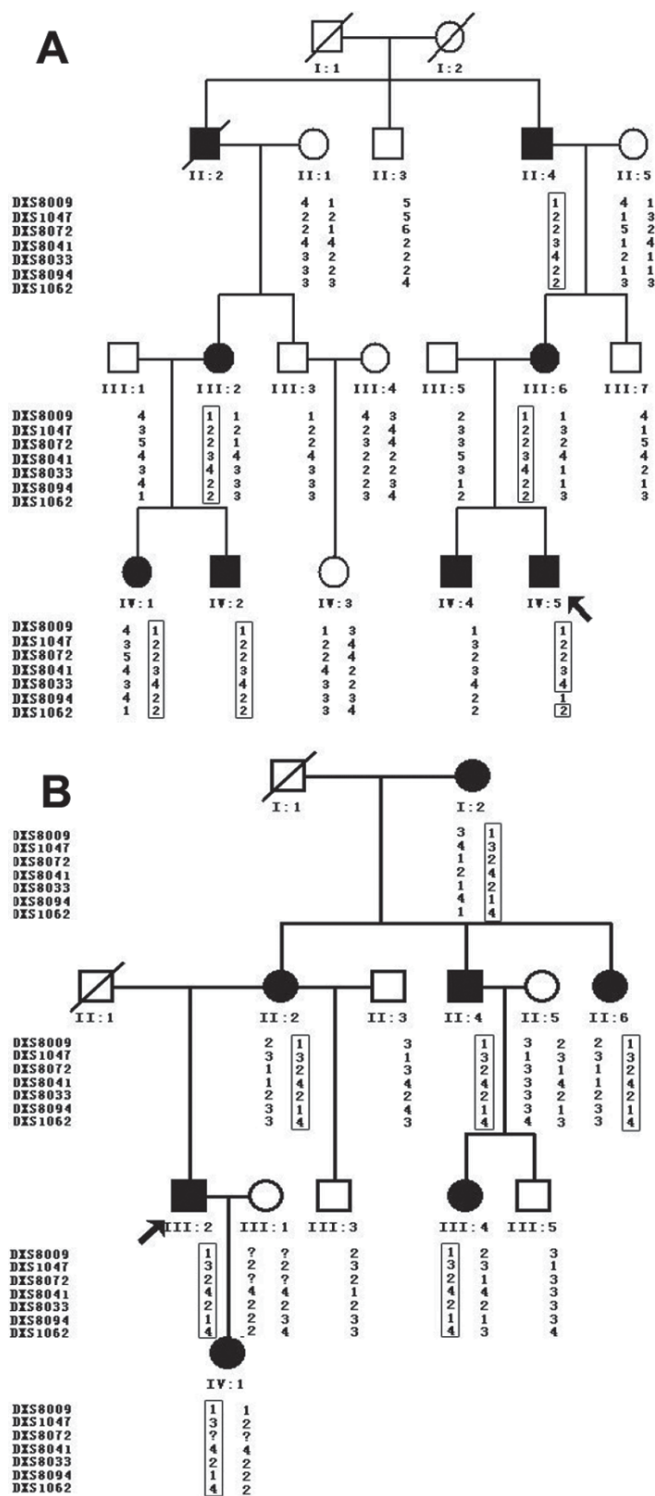 A
I:1 I:2
II:2 II:1 II:3 II:4 II:5
DXS8009 4 1 5 1 4 1
DXS1047 2 2 5 2 1 3
DXS8072 2 1 6 2 5 2
DXS8041 4 4 2 3 1 4
DXS8033 3 2 2 4 2 1
DXS8094 3 2 2 2 1 1
DXS1062 3 3 4 2 3 3
III:1 III:2 III:3 III:4 III:5 III:6 III:7
DXS8009 4 1 1 1 4 3 2 1 1 4
DXS1047 3 2 2 2 2 4 3 2 3 1
DXS8072 5 2 1 2 3 4 3 2 2 5
DXS8041 4 3 4 4 2 2 5 3 4 4
DXS8033 3 4 3 3 2 2 3 4 1 2
DXS8094 4 2 3 3 2 3 1 2 1 1
DXS1062 1 2 3 3 3 4 2 2 3 3
IV:1 IV:2 IV:3 IV:4 IV:5
DXS8009 4 1 1 1 3 1 1
DXS1047 3 2 2 2 4 3 2
DXS8072 5 2 2 2 4 2 2
DXS8041 4 3 3 4 2 3 3
DXS8033 3 4 4 3 2 4 4
DXS8094 4 2 2 3 3 2 1
DXS1062 1 2 2 3 4 2 2
B
I:1 I:2
DXS8009 3 1
DXS1047 4 3
DXS8072 1 2
DXS8041 2 4
DXS8033 1 2
DXS8094 4 1
DXS1062 1 4
II:1 II:2 II:3 II:4 II:5 II:6
DXS8009 2 1 3 1 3 2 2 1
DXS1047 3 3 1 3 1 3 3 3
DXS8072 1 2 3 2 3 1 1 2
DXS8041 1 4 4 4 1 4 1 4
DXS8033 2 2 2 2 3 2 2 2
DXS8094 3 1 4 1 3 1 3 1
DXS1062 3 4 3 4 4 3 3 4
III:2 III:1 III:3 III:4 III:5
DXS8009 1 ? ? 2 1 2 3
DXS1047 3 2 2 3 3 3 1
DXS8072 2 ? ? 2 2 1 3
DXS8041 4 4 4 1 4 4 3
DXS8033 2 2 2 2 2 2 3
DXS8094 1 2 3 3 1 1 3
DXS1062 4 2 4 3 4 3 4
IV:1
DXS8009 1 1
DXS1047 3 2
DXS8072 ? ?
DXS8041 4 4
DXS8033 2 2
DXS8094 1 2
DXS1062 4 2